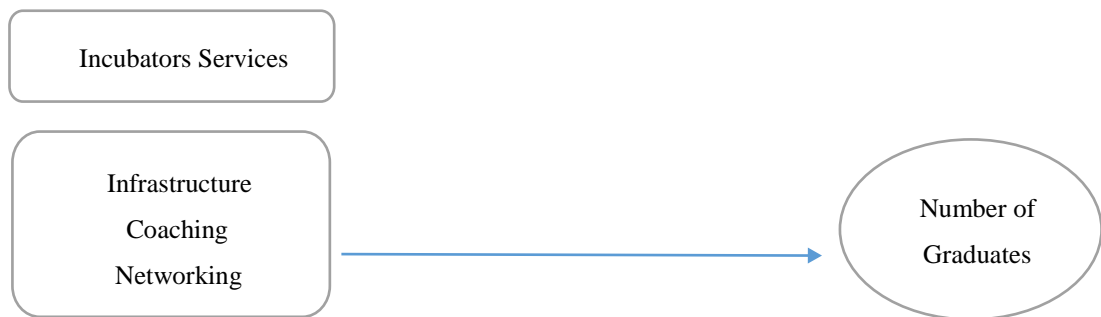 Incubators Services
Infrastructure
Coaching
Networking
Number of
Graduates